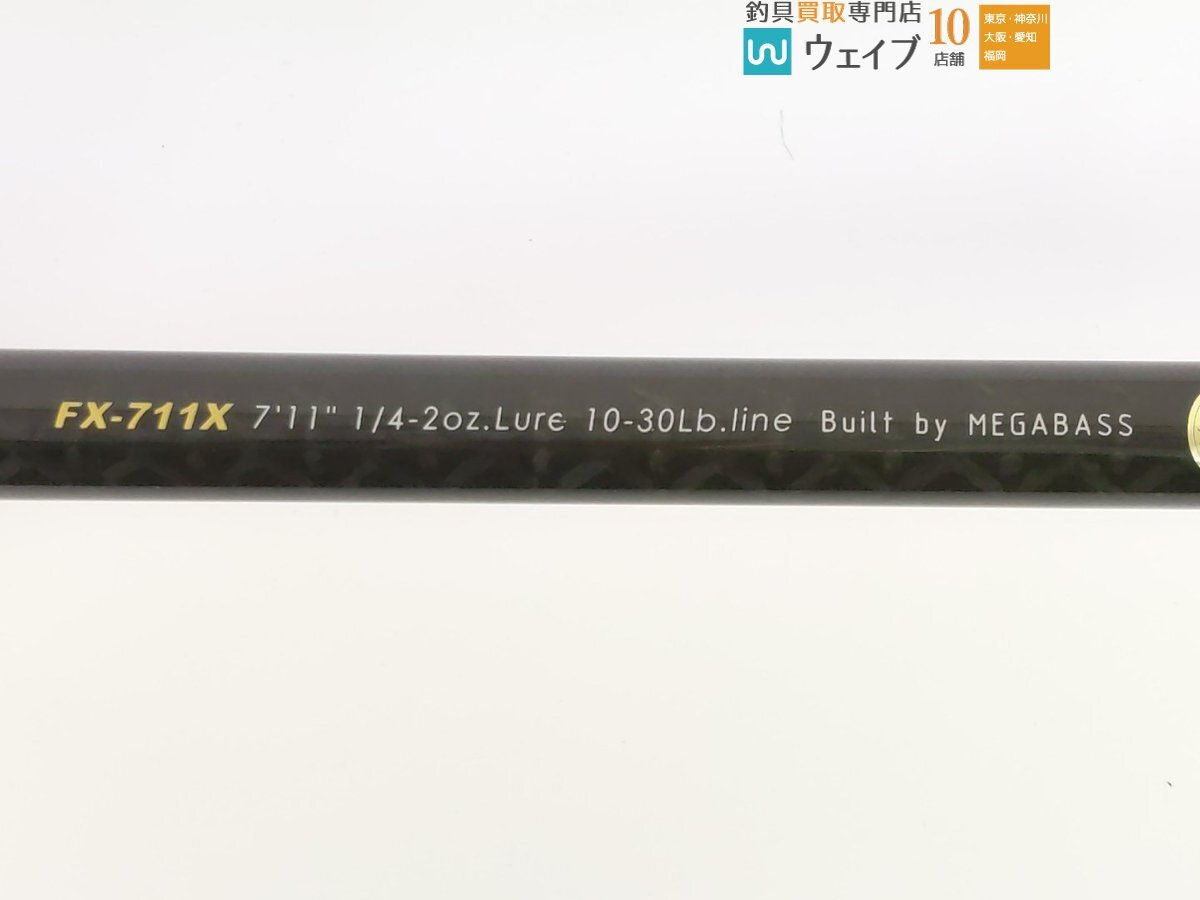 釣具買取専門店
ウェイブ
10
店舗
東京・神奈川
大阪・愛知
福岡
FX-711X 7'11" 1/4-2oz.Lure 10-30Lb.line Built by MEGABASS